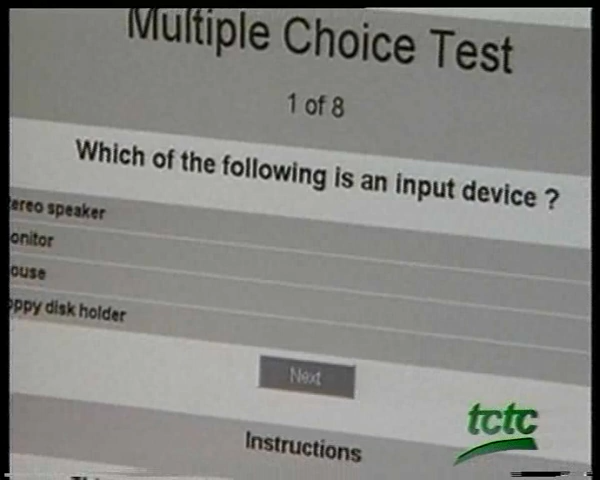 Multiple Choice Test
1 of 8
Which of the following is an input device ?
ereo speaker
onitor
ouse
ppy disk holder
Next
tctc
Instructions